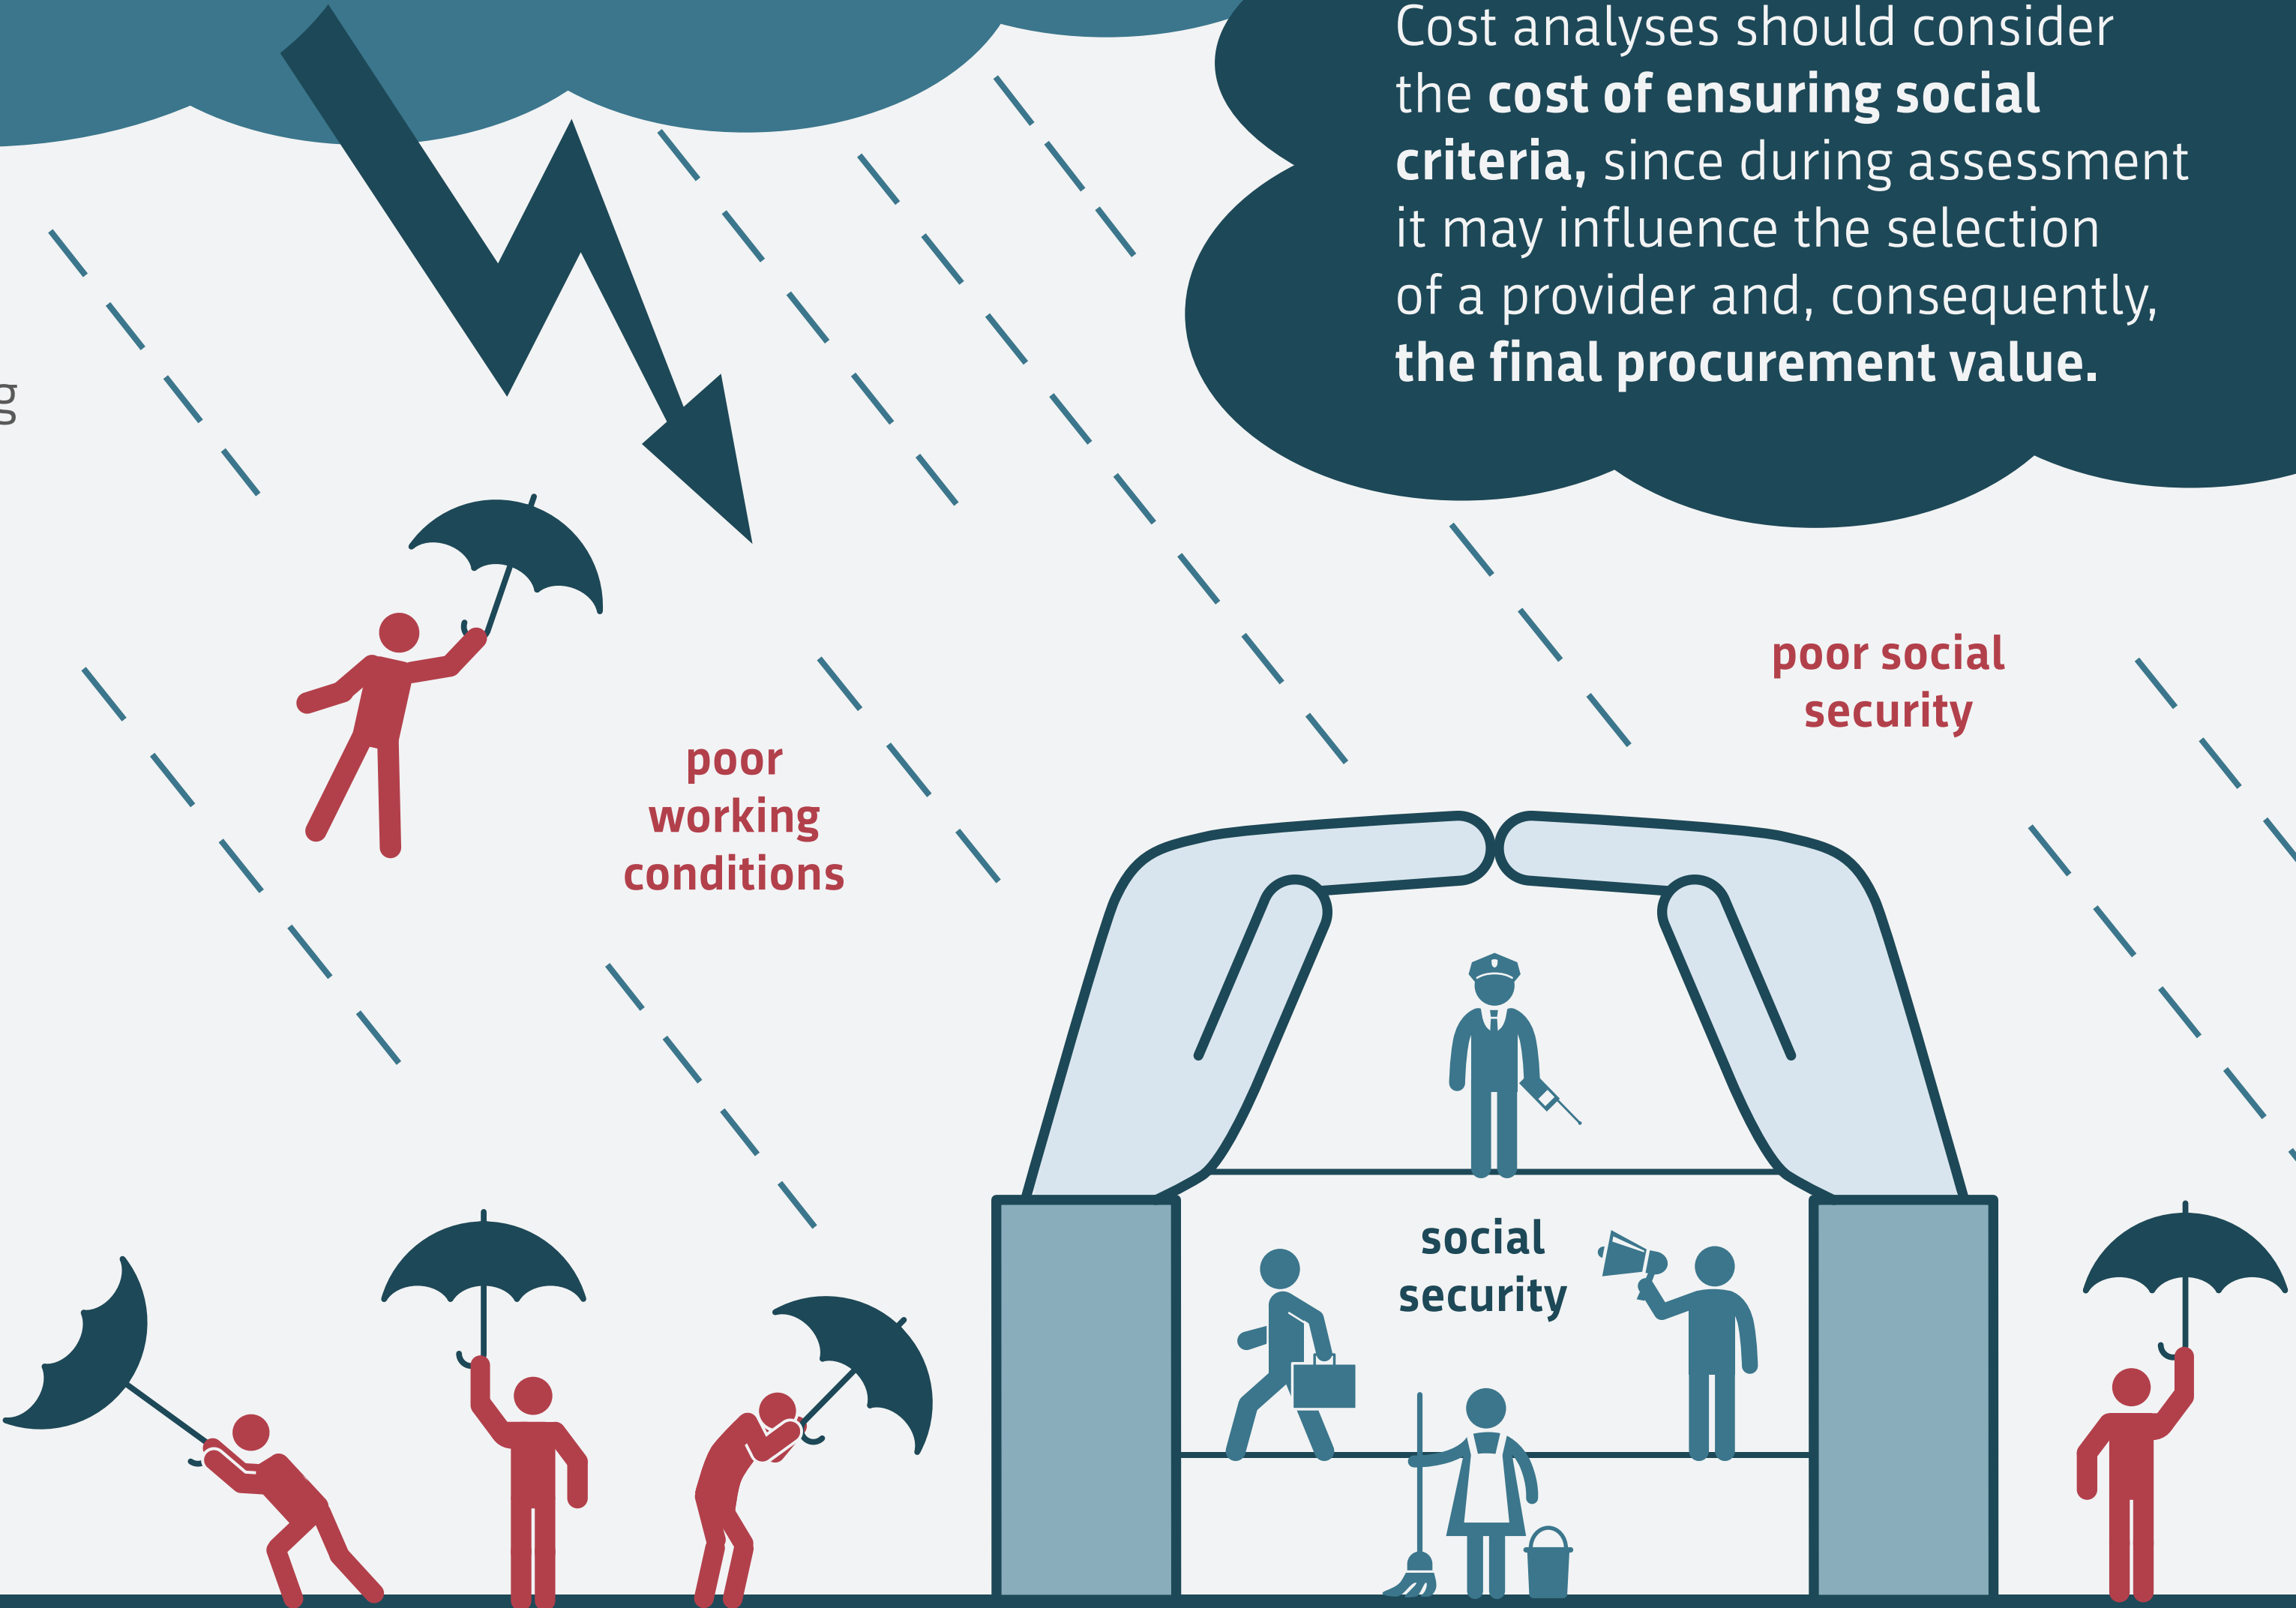 Cost analyses should consider
the cost of ensuring social
criteria, since during assessment
it may influence the selection
of a provider and, consequently,
the final procurement value.
g
poor social
security
poor
working
conditions
social
security